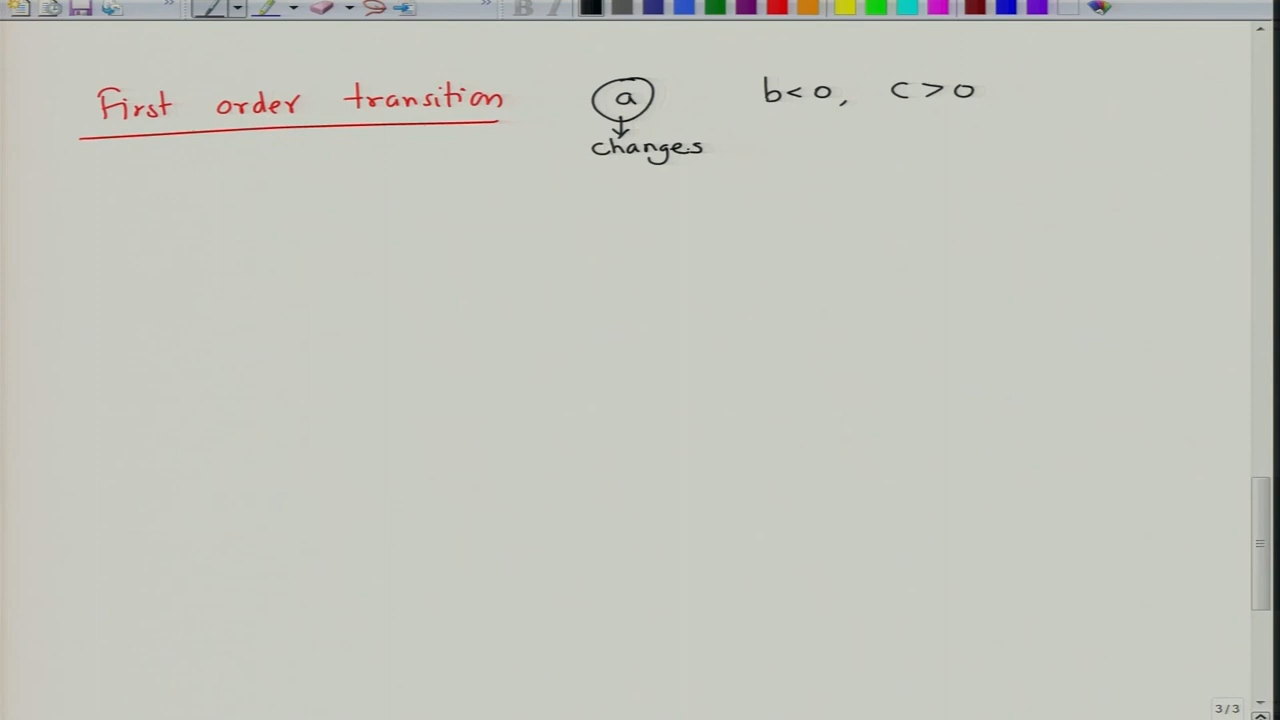 First order transition a b<0, c>0
changes
B I
3/3